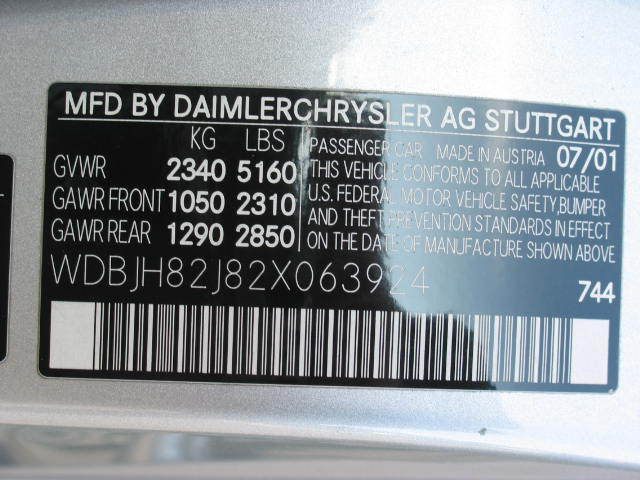 MFD BY DAIMLERCHRYSLER AG STUTTGART
KG LBS
GVWR 2340 5160
GAWR FRONT 1050 2310
GAWR REAR 1290 2850
PASSENGER CAR MADE IN AUSTRIA 07/01
THIS VEHICLE CONFORMS TO ALL APPLICABLE
U.S. FEDERAL MOTOR VEHICLE SAFETY, BUMPER
AND THEFT PREVENTION STANDARDS IN EFFECT
ON THE DATE OF MANUFACTURE SHOWN ABOVE
WDBJH82J82X063924
744